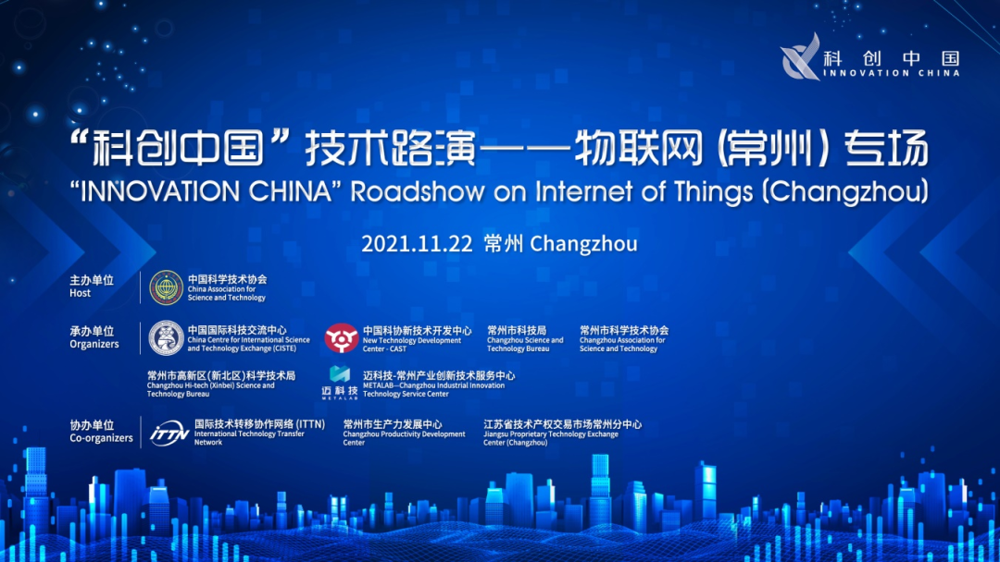 科创中国
INNOVATION CHINA
“科创中国”技术路演——物联网(常州)专场
“INNOVATION CHINA” Roadshow on Internet of Things (Changzhou)
2021.11.22 常州 Changzhou
主办单位
Host
中国科学技术协会
China Association for
Science and Technology
承办单位
Organizers
中国国际科技交流中心
China Centre for International Science
and Technology Exchange (CISTE)
中国科协新技术开发中心
New Technology Development
Center - CAST
常州市科技局
Changzhou Science and
Technology Bureau
常州市科学技术协会
Changzhou Association for
Science and Technology
常州市高新区(新北区)科学技术局
Changzhou Hi-tech (Xinbei) Science and
Technology Bureau
迈科技
METALAB
迈科技-常州产业创新技术服务中心
METALAB—Changzhou Industrial Innovation
Technology Service Center
协办单位
Co-organizers
ITTN
国际技术转移协作网络 (ITTN)
International Technology Transfer
Network
常州市生产力发展中心
Changzhou Productivity Development
Center
江苏省技术产权交易市场常州分中心
Jiangsu Proprietary Technology Exchange
Center (Changzhou)